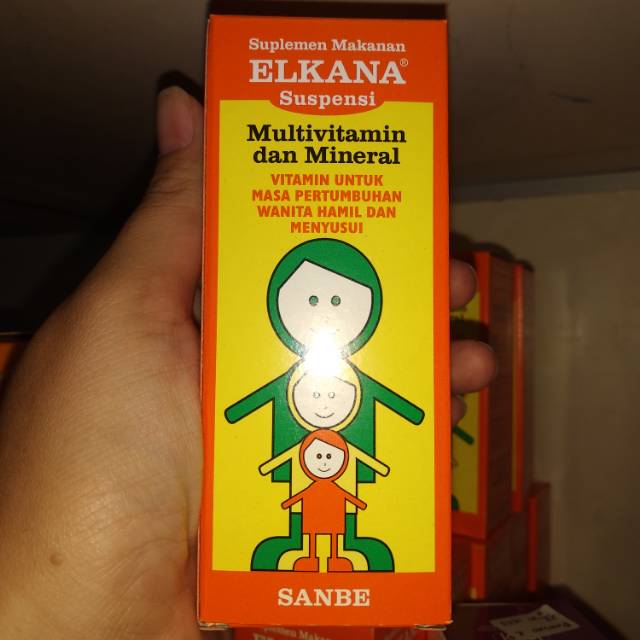 Suplemen Makanan
ELKANA®
Suspensi
Multivitamin
dan Mineral
VITAMIN UNTUK
MASA PERTUMBUHAN
WANITA HAMIL DAN
MENYUSUI
SANBE